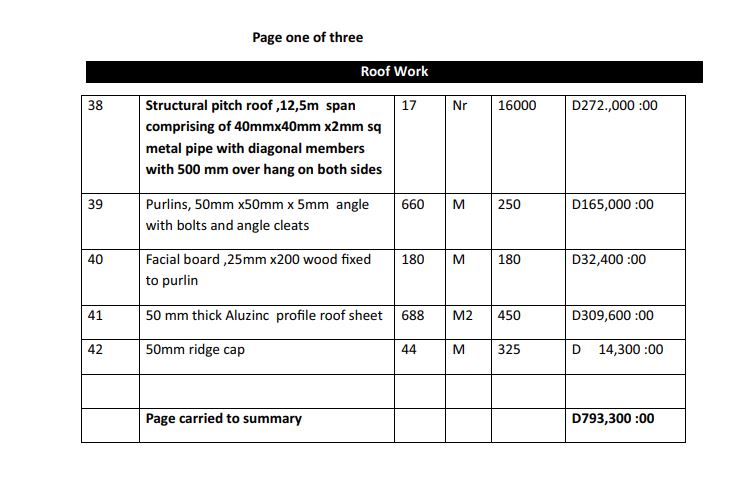 Page one of three
Roof Work
38 Structural pitch roof ,12,5m span 17 Nr 16000 D272.,000 :00
comprising of 40mmx40mm x2mm sq
metal pipe with diagonal members
with 500 mm over hang on both sides
39 Purlins, 50mm x50mm x 5mm angle 660 M 250 D165,000 :00
with bolts and angle cleats
40 Facial board ,25mm x200 wood fixed 180 M 180 D32,400 :00
to purlin
41 50 mm thick Aluzinc profile roof sheet 688 M2 450 D309,600 :00
42 50mm ridge cap 44 M 325 D 14,300 :00
Page carried to summary D793,300 :00